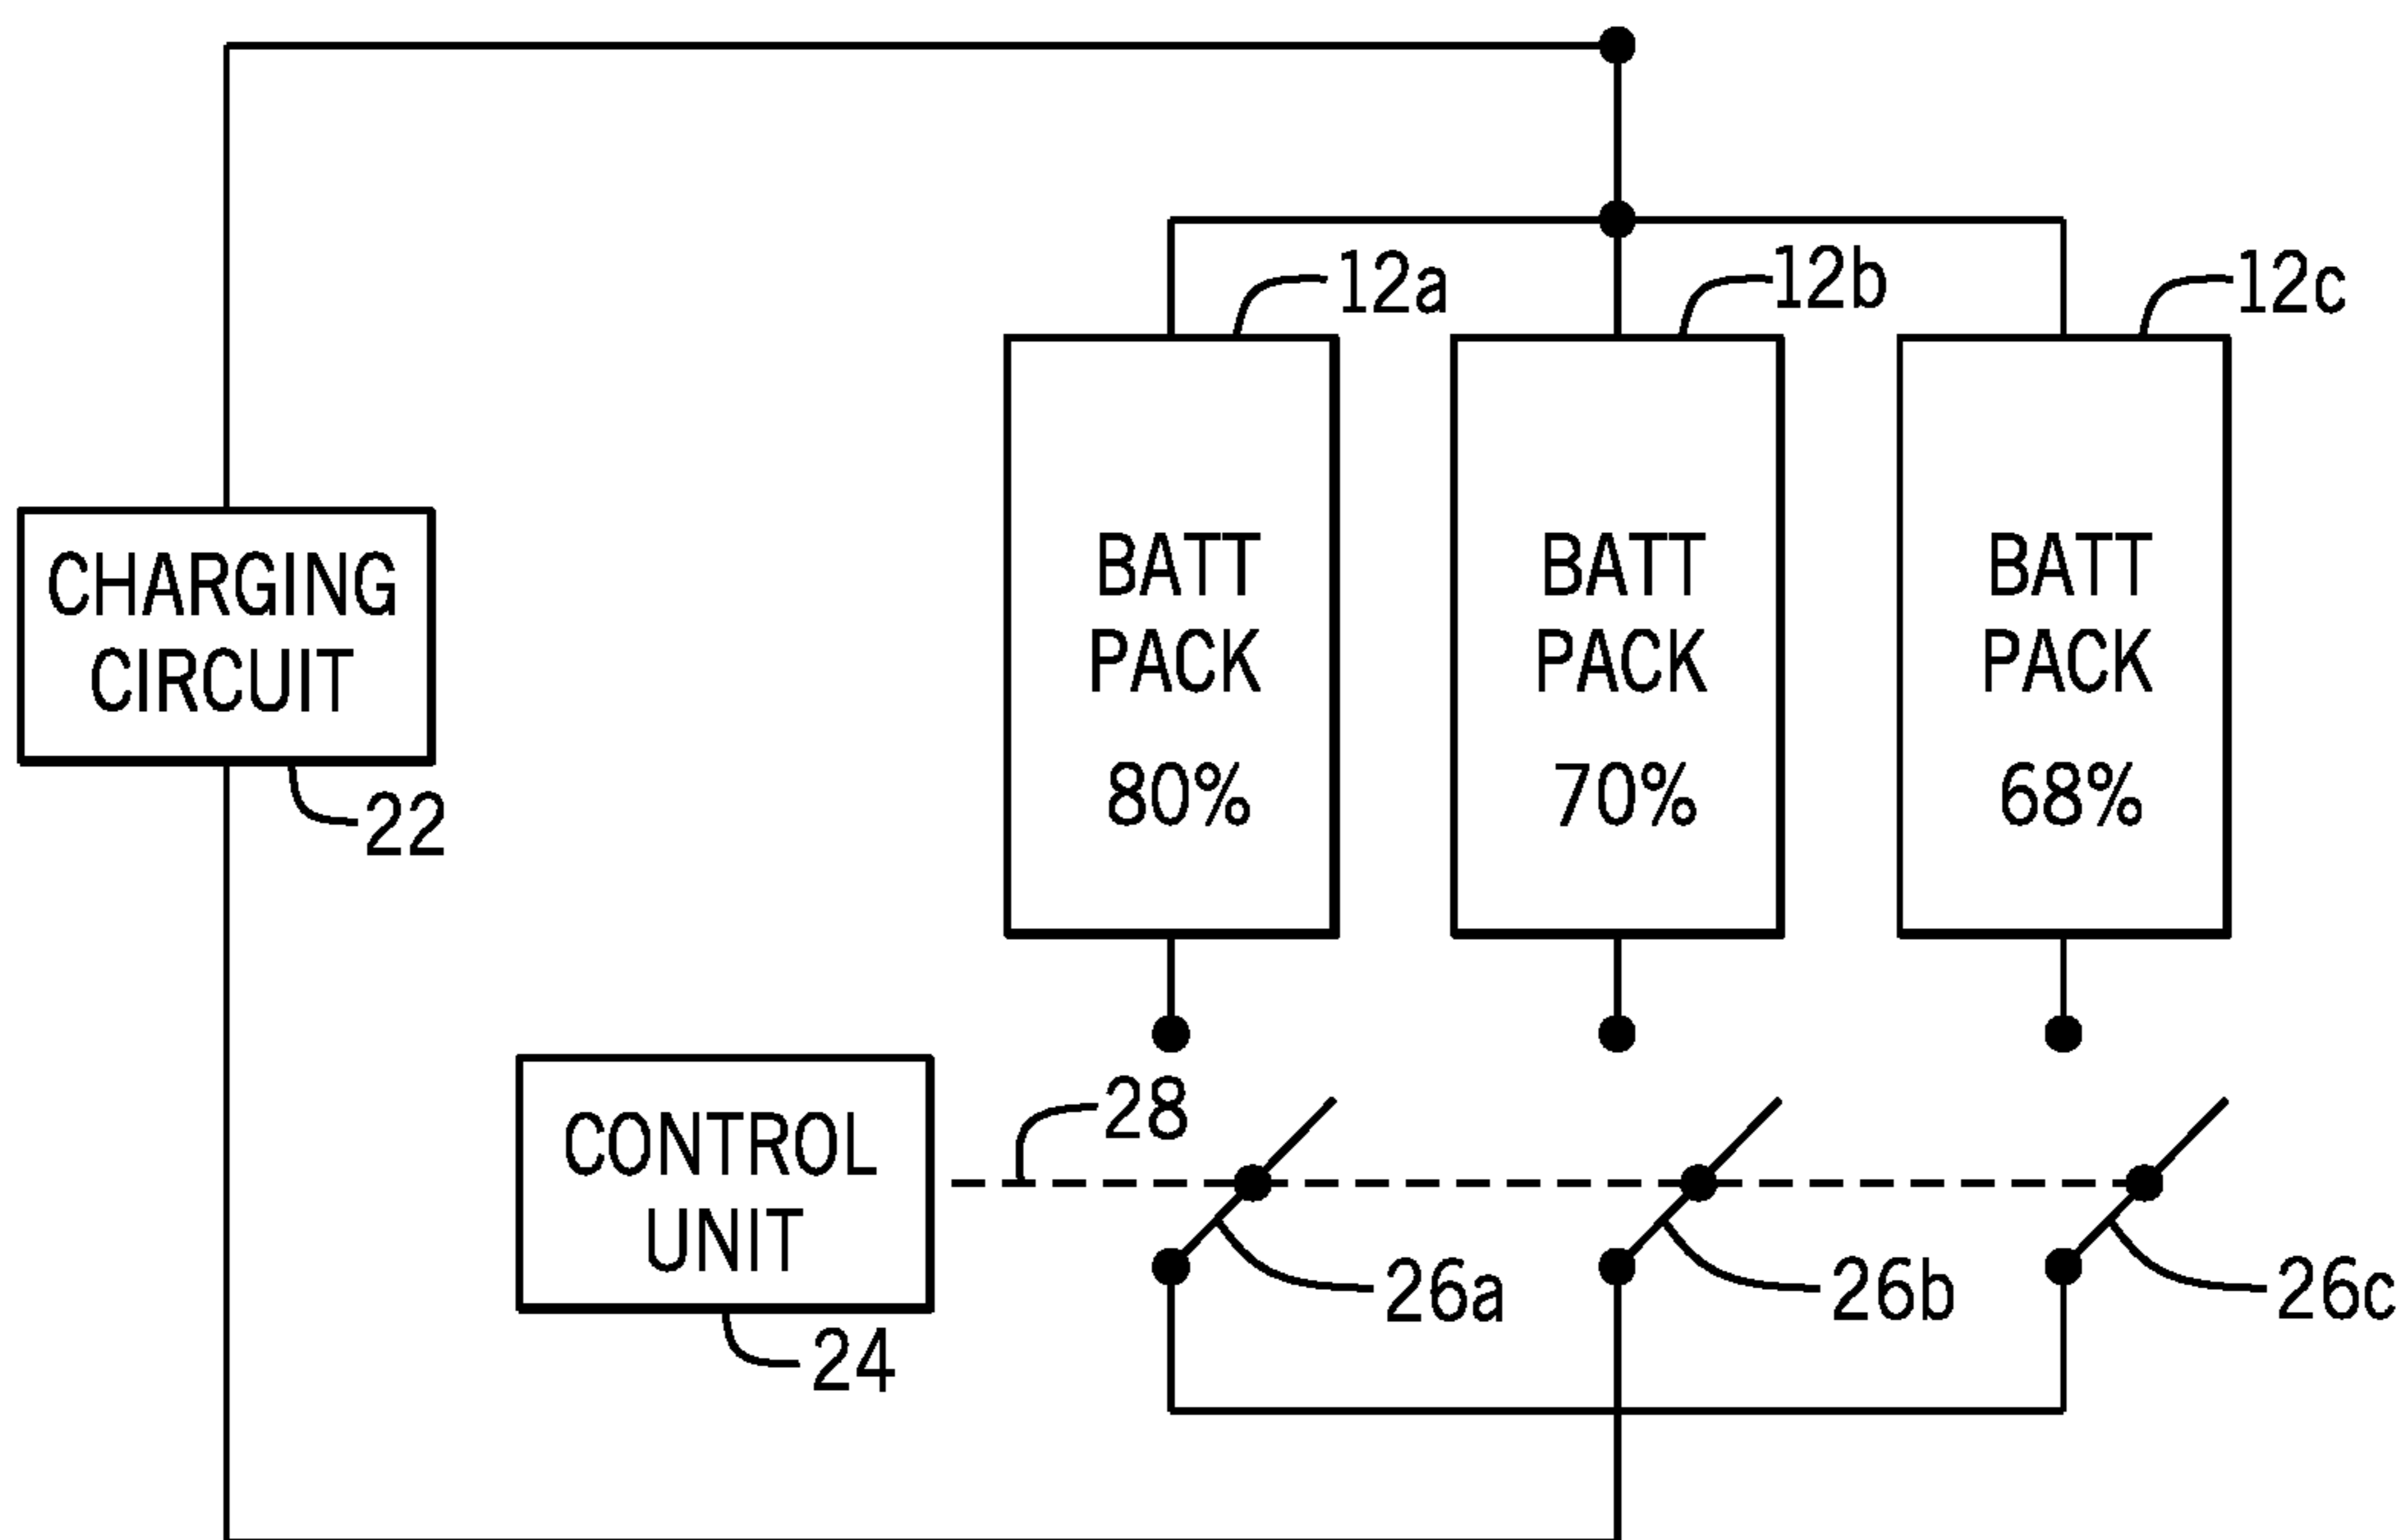 12a
12b
12c
CHARGING
CIRCUIT
22
BATT
PACK
80%
BATT
PACK
70%
BATT
PACK
68%
CONTROL
UNIT
24
28
26a
26b
26c